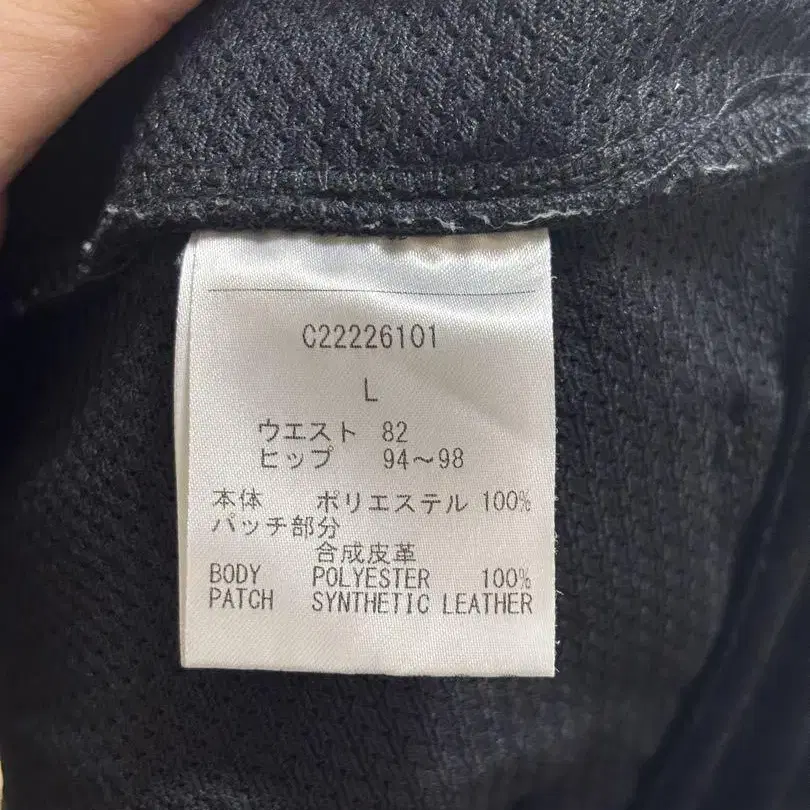 C22226101
L
ウエスト 82
ヒップ 94～98
本体 ポリエステル 100%
パッチ部分
合成皮革
BODY POLYESTER 100%
PATCH SYNTHETIC LEATHER